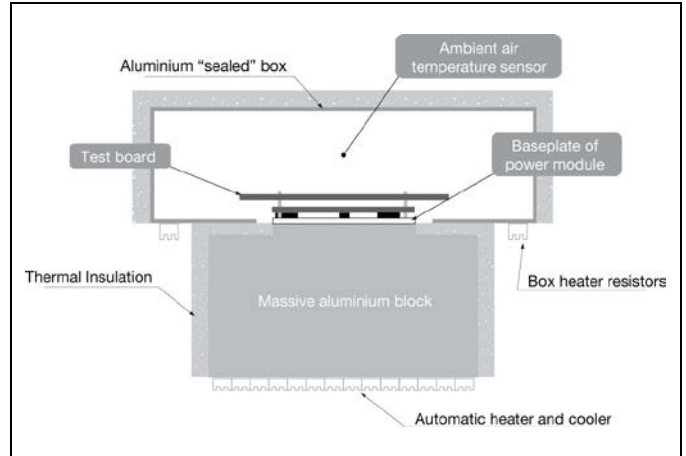 Ambient air
temperature sensor
Aluminium “sealed” box
Test board
Baseplate of
power module
Thermal Insulation
Massive aluminium block
Box heater resistors
Automatic heater and cooler